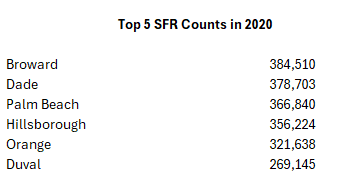 Top 5 SFR Counts in 2020
Broward 384,510
Dade 378,703
Palm Beach 366,840
Hillsborough 356,224
Orange 321,638
Duval 269,145